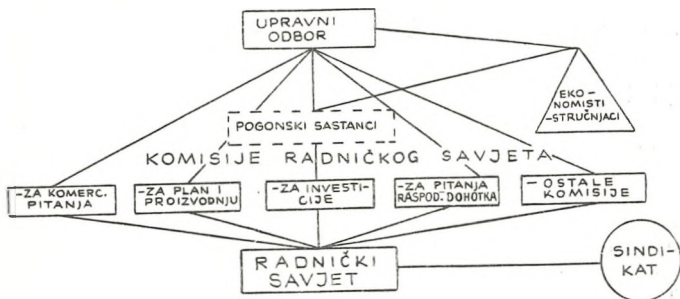 UPRAVNI
ODBOR
EKO-
NOMISTI
-STRUČNJACI
POGONSKI SASTANCI
KOMISIJE RADNIČKOG SAVJETA
-ZA KOMERC.
PITANJA
-ZA PLAN I
PROIZVODNJU
-ZA INVESTI-
CIJE
-ZA PITANJA
RASPOD. DOHOTKA
-OSTALE
KOMISIJE
RADNIČKI
SAVJET
SINDI-
KAT